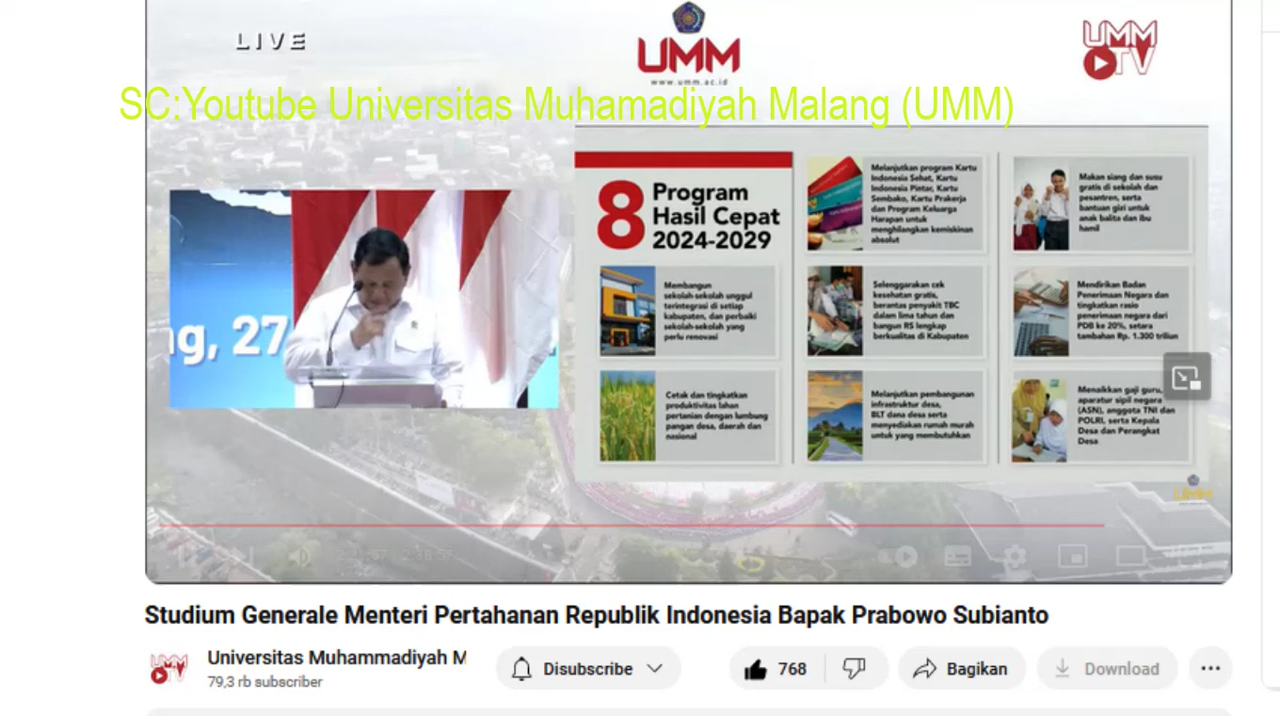 LIVE
UMM
www.umm.ac.id
UMM
TV
SC:Youtube Universitas Muhamadiyah Malang (UMM)
ng, 27
8 Program
Hasil Cepat
2024-2029
Melanjutkan program Kartu
Indonesia Sehat, Kartu
Indonesia Pintar, Kartu
Sembako, Kartu Prakerja
dan Program Keluarga
Harapan untuk
menghilangkan kemiskinan
absolut
Makan siang dan susu
gratis di sekolah dan
pesantren, serta
bantuan gizi untuk
anak balita dan ibu
hamil
Membangun
sekolah-sekolah unggul
terintegrasi di setiap
kabupaten, dan perbaiki
sekolah-sekolah yang
perlu renovasi
Selenggarakan cek
kesehatan gratis,
berantas penyakit TBC
dalam lima tahun dan
bangun RS lengkap
berkualitas di Kabupaten
Mendirikan Badan
Penerimaan Negara dan
tingkatkan rasio
penerimaan negara dari
PDB ke 20%, setara
tambahan Rp. 1.300 triliun
Cetak dan tingkatkan
produktivitas lahan
pertanian dengan lumbung
pangan desa, daerah dan
nasional
Melanjutkan pembangunan
infrastruktur desa,
BLT dana desa serta
menyediakan rumah murah
untuk yang membutuhkan
Menaikkan gaji guru,
aparatur sipil negara
(ASN), anggota TNI dan
POLRI, serta Kepala
Desa dan Perangkat
Desa
Studium Generale Menteri Pertahanan Republik Indonesia Bapak Prabowo Subianto
UMM
TV
Universitas Muhammadiyah M
79,3 rb subscriber
Disubscribe
768
Bagikan
Download